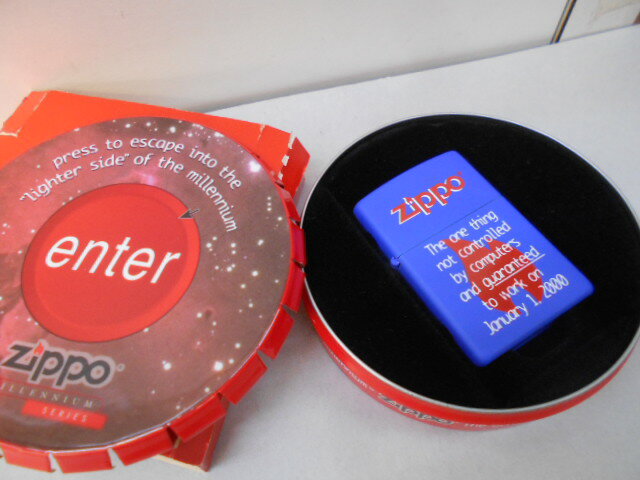 press to escape into the
"lighter side" of the millennium
enter
zippo®
MILLENNIUM
SERIES
zippo®
The one thing
not controlled
by computers
and guaranteed
to work on
January 1, 2000
zippo